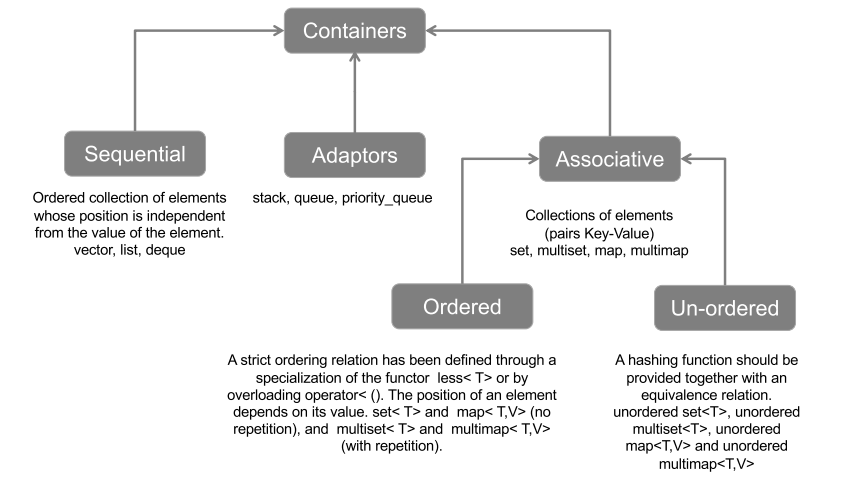 Containers
Sequential
Adaptors
Associative
Ordered collection of elements
whose position is independent
from the value of the element.
vector, list, deque
stack, queue, priority_queue
Collections of elements
(pairs Key-Value)
set, multiset, map, multimap
Ordered
Un-ordered
A strict ordering relation has been defined through a
specialization of the functor less< T> or by
overloading operator< (). The position of an element
depends on its value. set< T> and map< T,V> (no
repetition), and multiset< T> and multimap< T,V>
(with repetition).
A hashing function should be
provided together with an
equivalence relation.
unordered set<T>, unordered
multiset<T>, unordered
map<T,V> and unordered
multimap<T,V>